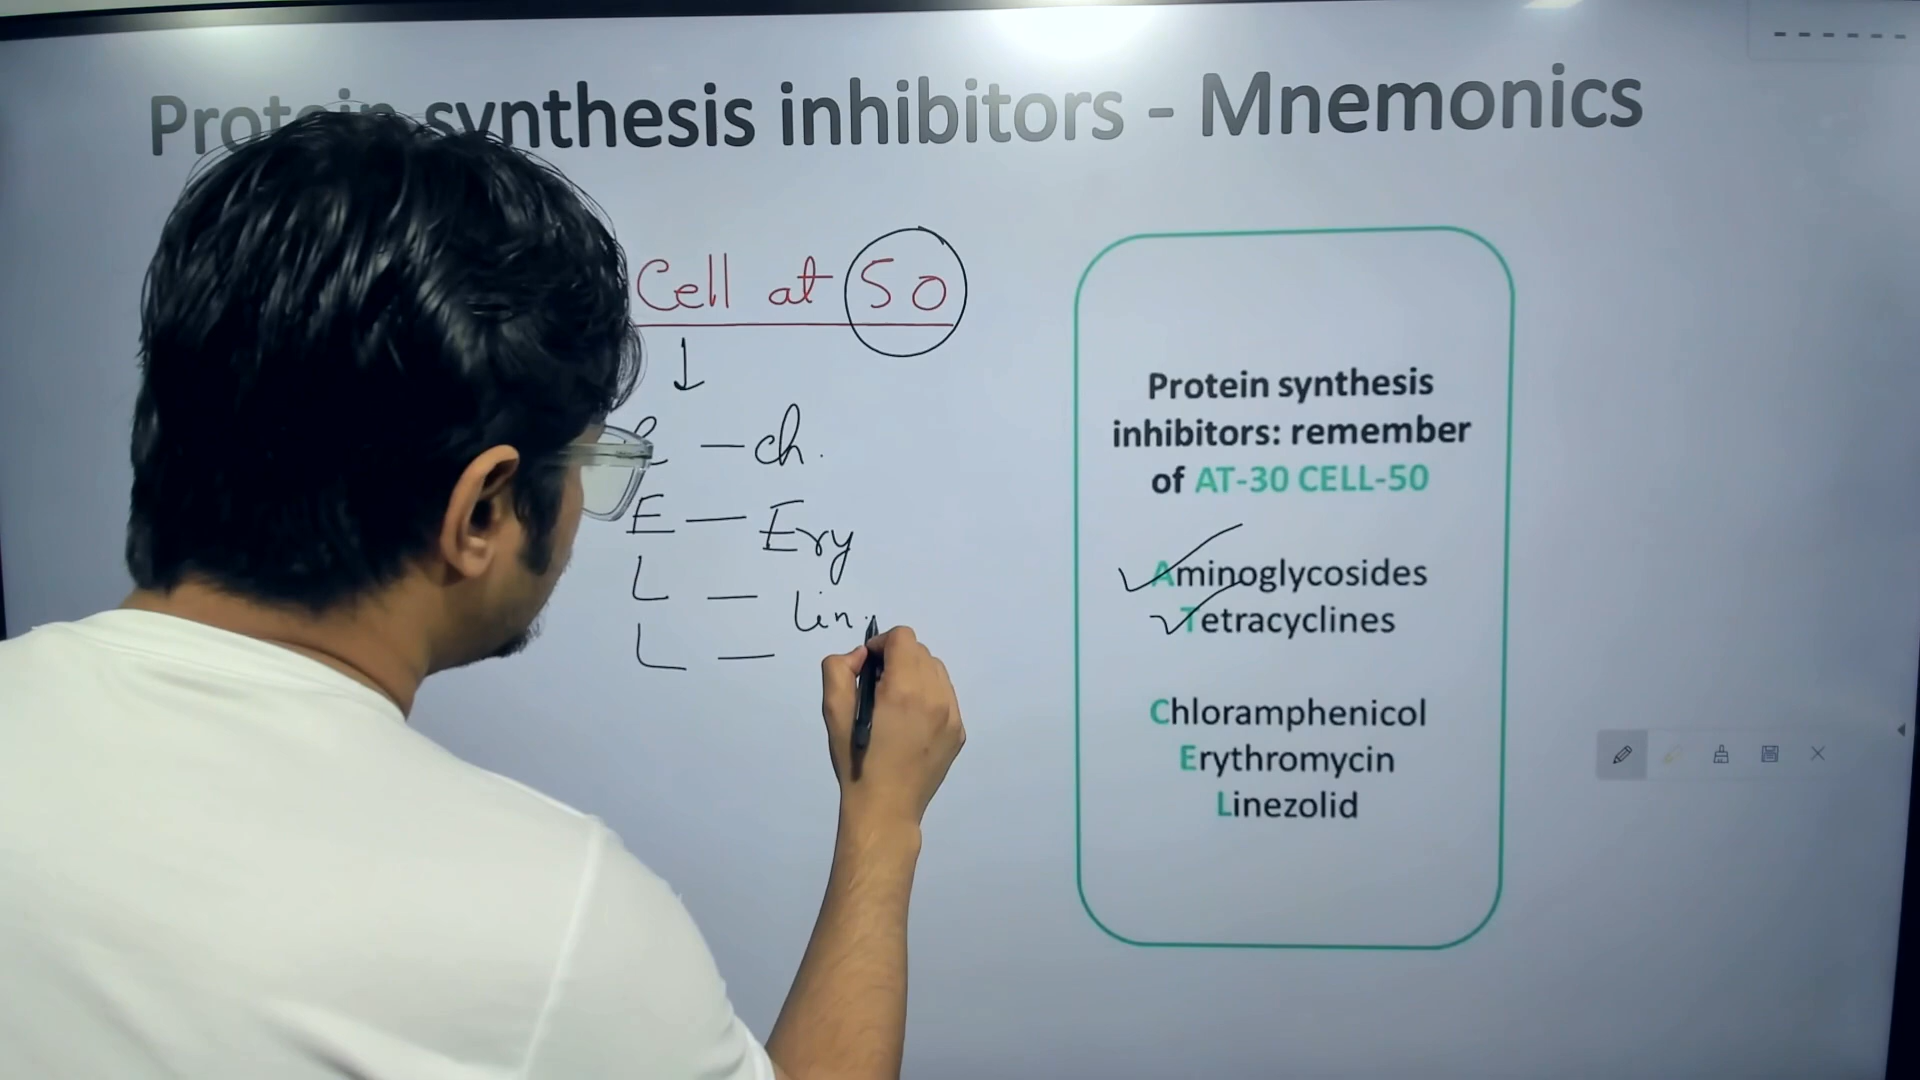 Protein synthesis inhibitors - Mnemonics
Cell at 50
- ch.
E - Ery
L - Lin
L -
Protein synthesis
inhibitors: remember
of AT-30 CELL-50
Aminoglycosides
Tetracyclines
Chloramphenicol
Erythromycin
Linezolid